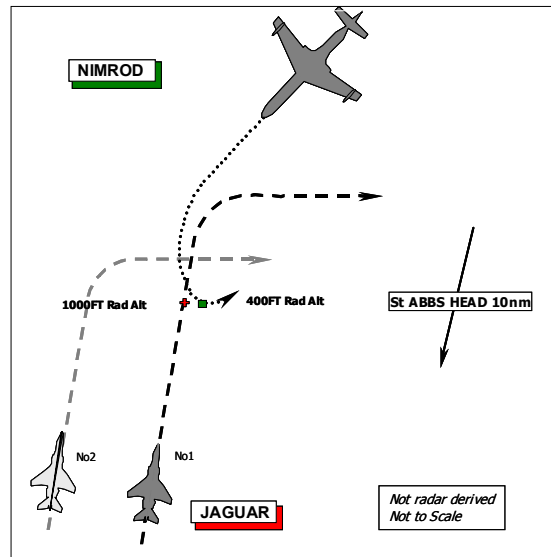 NIMROD
1000FT Rad Alt
400FT Rad Alt
St ABBS HEAD 10nm
No2
No1
JAGUAR
Not radar derived
Not to Scale